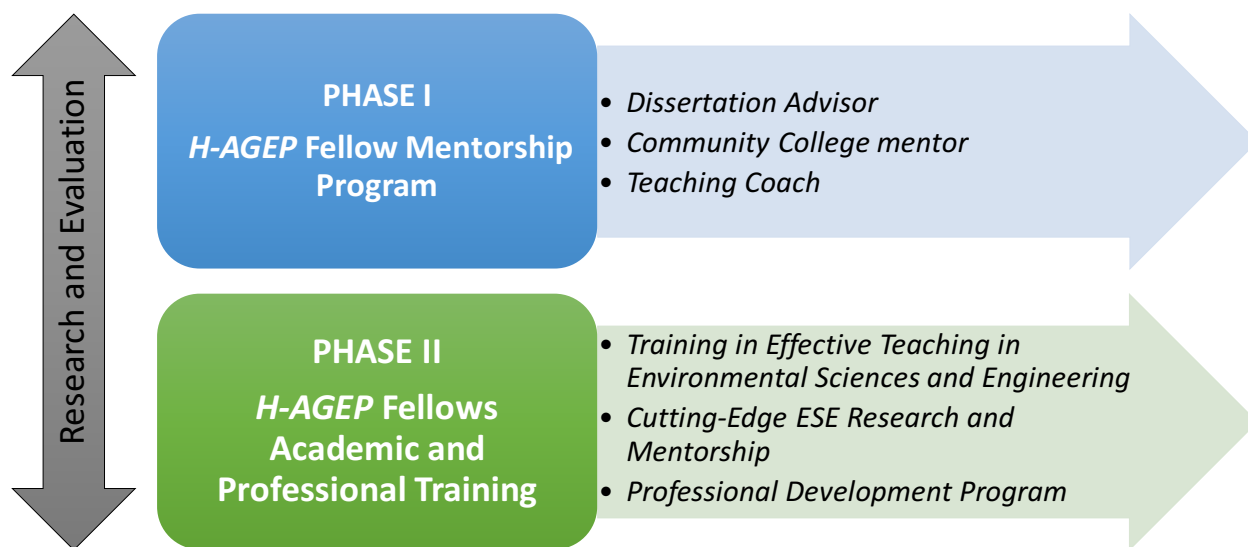 Research and Evaluation
PHASE I
H-AGEP Fellow Mentorship
Program
• Dissertation Advisor
• Community College mentor
• Teaching Coach
PHASE II
H-AGEP Fellows
Academic and
Professional Training
• Training in Effective Teaching in
Environmental Sciences and Engineering
• Cutting-Edge ESE Research and
Mentorship
• Professional Development Program